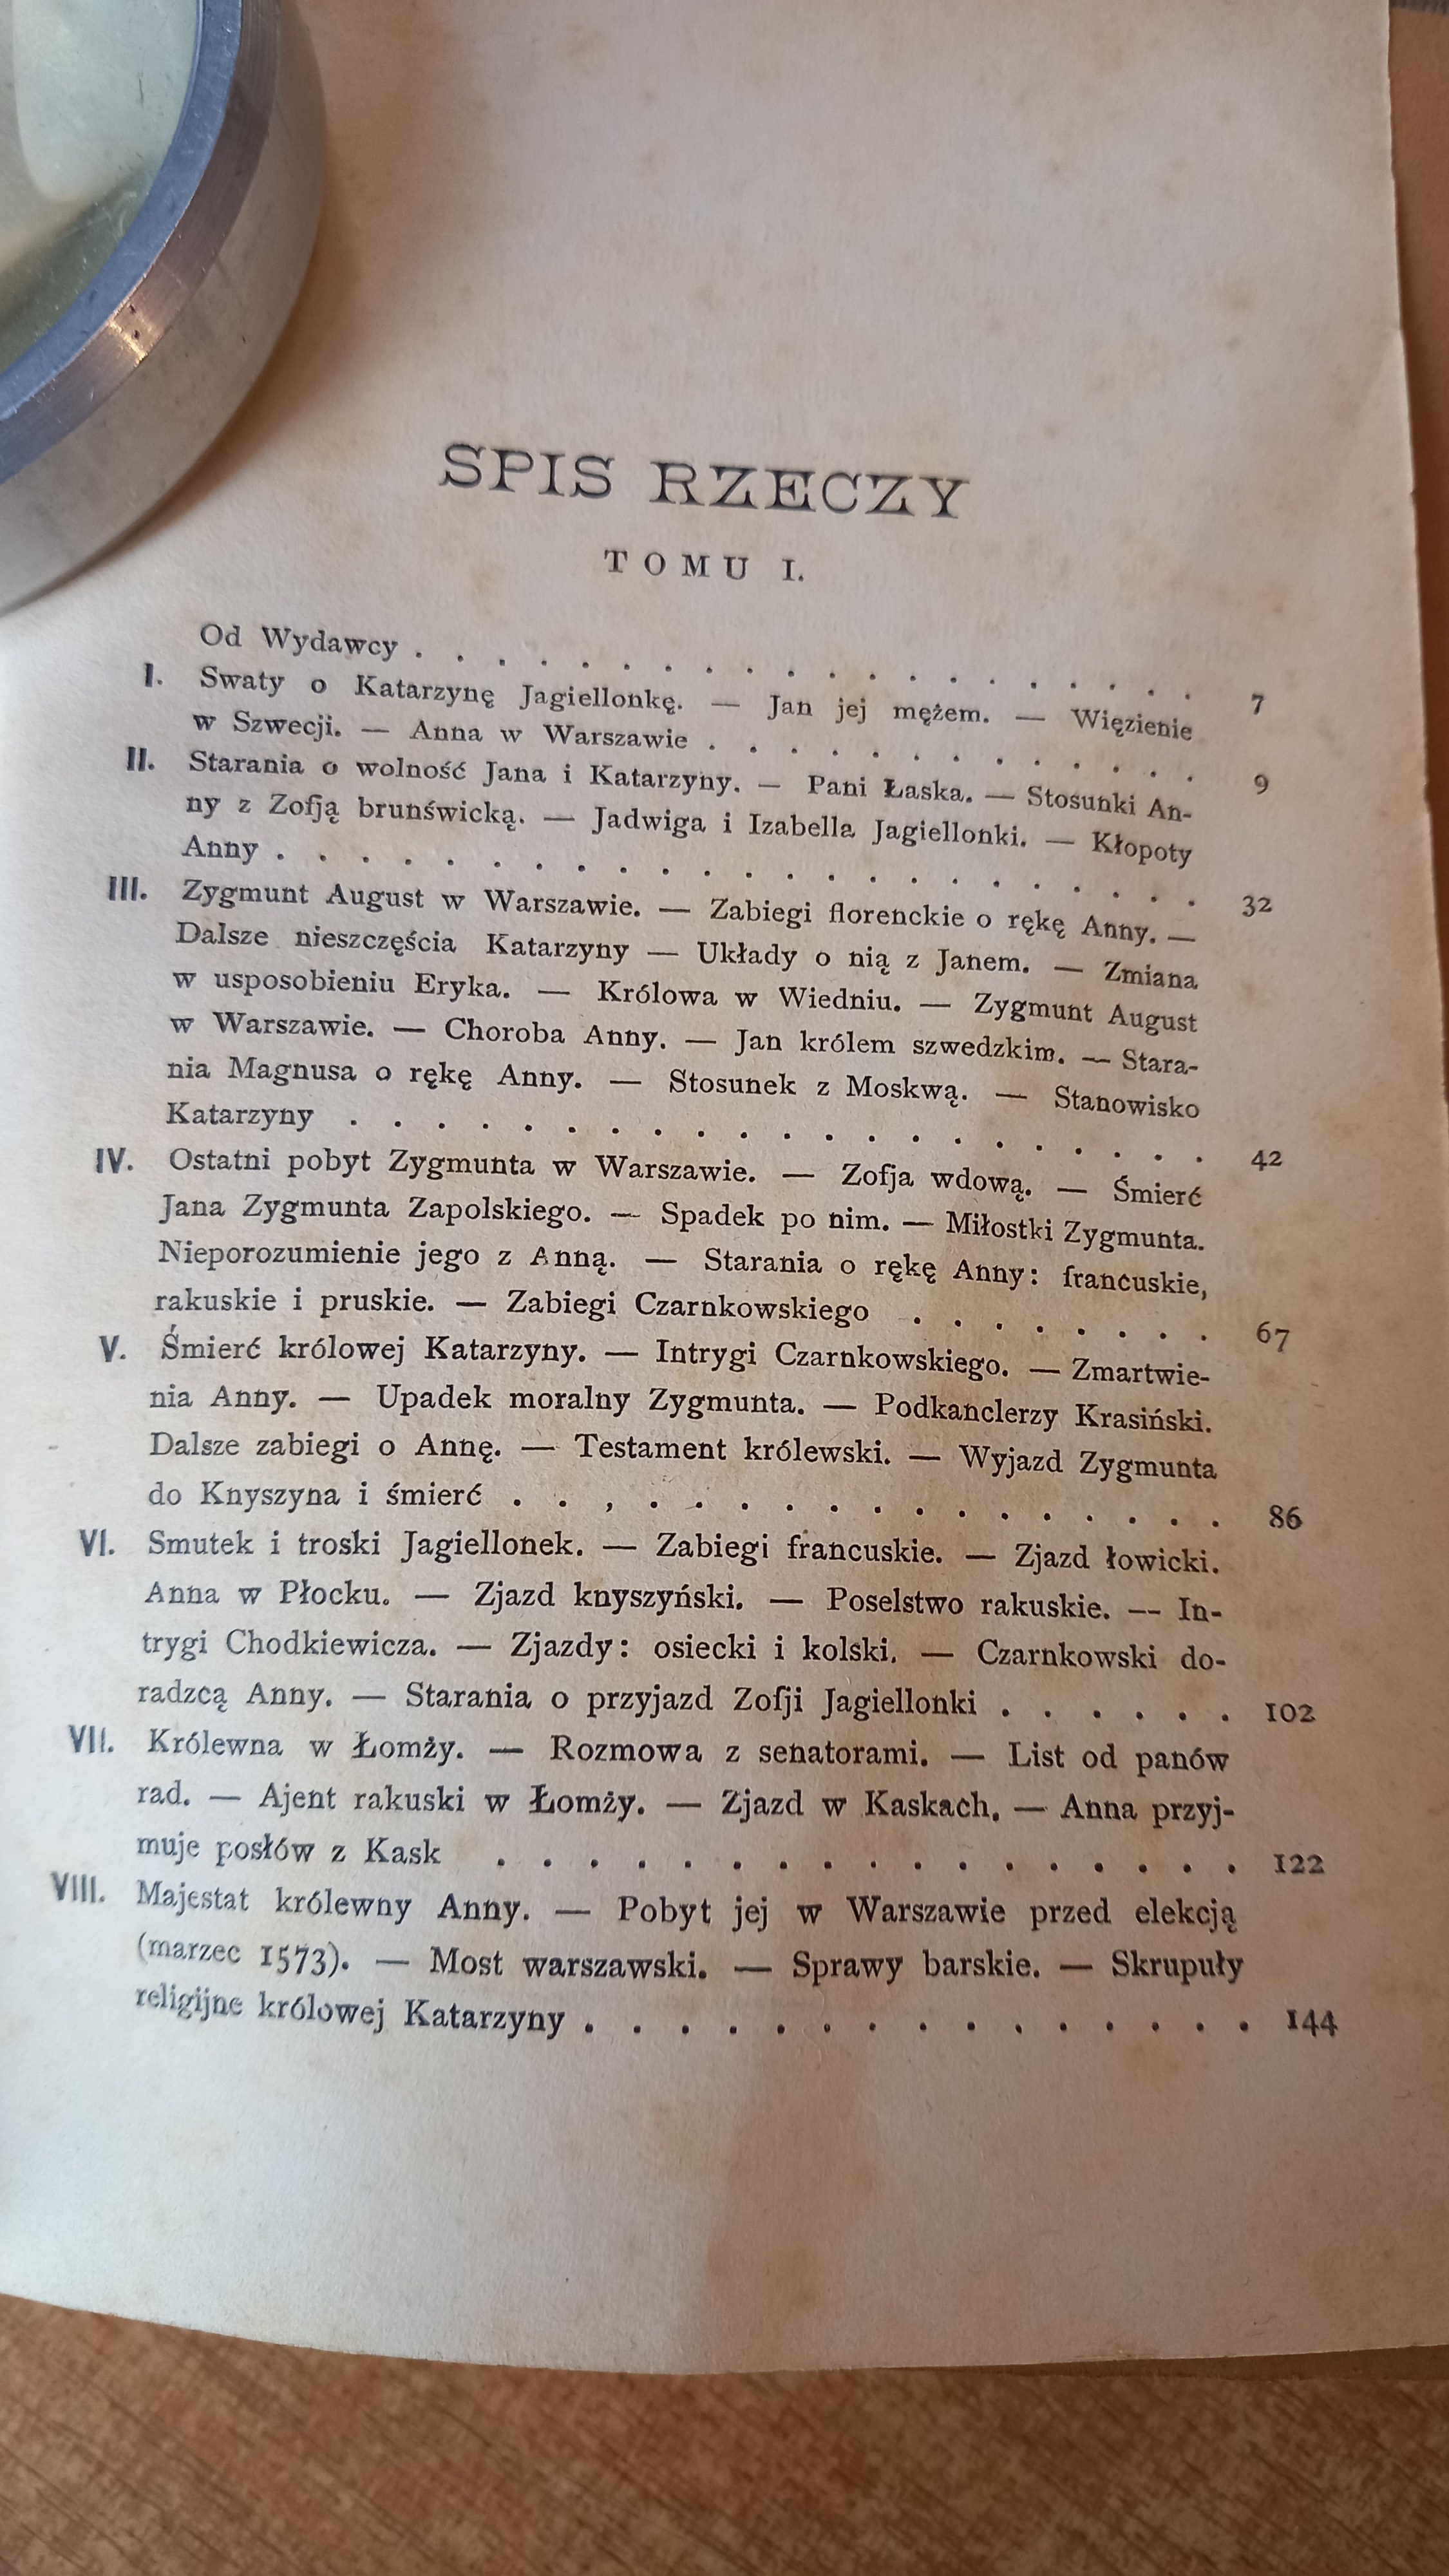 SPIS RZECZY
TOMU I.
Od Wydawcy . . . . . . . . . . . . . . . . . . . 7
I. Swaty o Katarzynę Jagiellonkę. — Jan jej mężem. — Więzienie
w Szwecji. — Anna w Warszawie . . . . . . . . . . . . 9
II. Starania o wolność Jana i Katarzyny. — Pani Łaska. — Stosunki An-
ny z Zofją brunświcką. — Jadwiga i Izabella Jagiellonki. — Kłopoty
Anny . . . . . . . . . . . . . . . . . . . . . . 32
III. Zygmunt August w Warszawie. — Zabiegi florenckie o rękę Anny. —
Dalsze nieszczęścia Katarzyny — Układy o nią z Janem. — Zmiana
w usposobieniu Eryka. — Królowa w Wiedniu. — Zygmunt August
w Warszawie. — Choroba Anny. — Jan królem szwedzkim. — Stara-
nia Magnusa o rękę Anny. — Stosunek z Moskwą. — Stanowisko
Katarzyny . . . . . . . . . . . . . . . . . . . . 42
IV. Ostatni pobyt Zygmunta w Warszawie. — Zofja wdową. — Śmierć
Jana Zygmunta Zapolskiego. — Spadek po nim. — Miłostki Zygmunta.
Nieporozumienie jego z Anną. — Starania o rękę Anny: francuskie,
rakuskie i pruskie. — Zabiegi Czarnkowskiego . . . . . . . . 67
V. Śmierć królowej Katarzyny. — Intrygi Czarnkowskiego. — Zmartwie-
nia Anny. — Upadek moralny Zygmunta. — Podkanclerzy Krasiński.
Dalsze zabiegi o Annę. — Testament królewski. — Wyjazd Zygmunta
do Knyszyna i śmierć . . , . . . . . . . . . . . . . . 86
VI. Smutek i troski Jagiellonek. — Zabiegi francuskie. — Zjazd łowicki.
Anna w Płocku. — Zjazd knyszyński. — Poselstwo rakuskie. — In-
trygi Chodkiewicza. — Zjazdy: osiecki i kolski. — Czarnkowski do-
radzcą Anny. — Starania o przyjazd Zofji Jagiellonki . . . . . . 102
VII. Królewna w Łomży. — Rozmowa z senatorami. — List od panów
rad. — Ajent rakuski w Łomży. — Zjazd w Kaskach. — Anna przyj-
muje posłów z Kask . . . . . . . . . . . . . . . . . 122
VIII. Majestat królewny Anny. — Pobyt jej w Warszawie przed elekcją
(marzec 1573). — Most warszawski. — Sprawy barskie. — Skrupuły
religijne królowej Katarzyny . . . . . . . . . . . . . . . 144